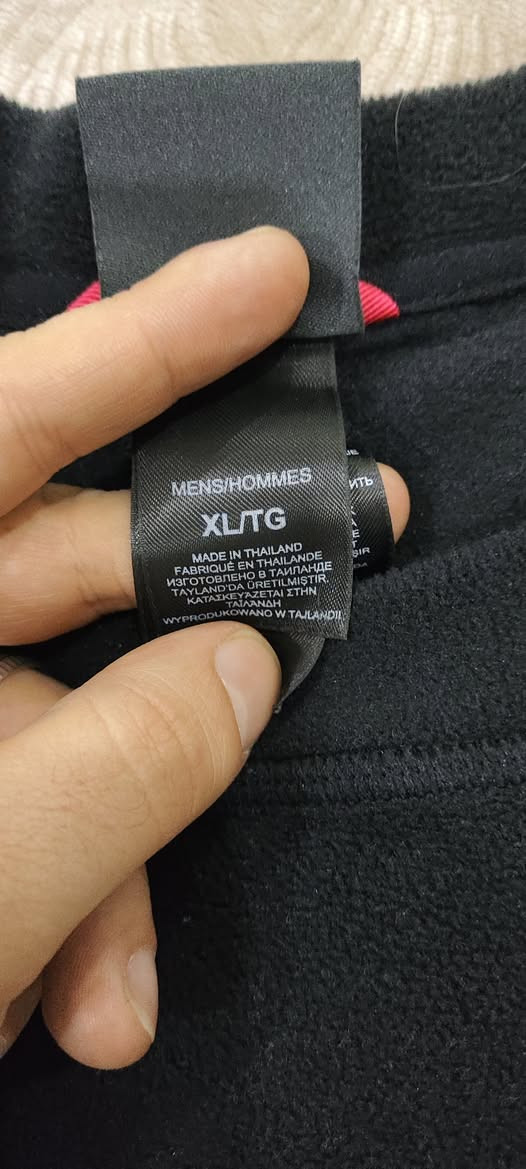 MENS/HOMMES
XL/TG
MADE IN THAILAND
FABRIQUÉ EN THAÏLANDE
ИЗГОТОВЛЕНО В ТАИЛАНДЕ
TAYLAND'DA ÜRETILMIŞTIR.
ΚΑΤΑΣΚΕΥΑΖΕΤΑΙ ΣΤΗΝ
ΤΑΪΛΑΝΔΗ
WYPRODUKOWANO W TAJLANDII